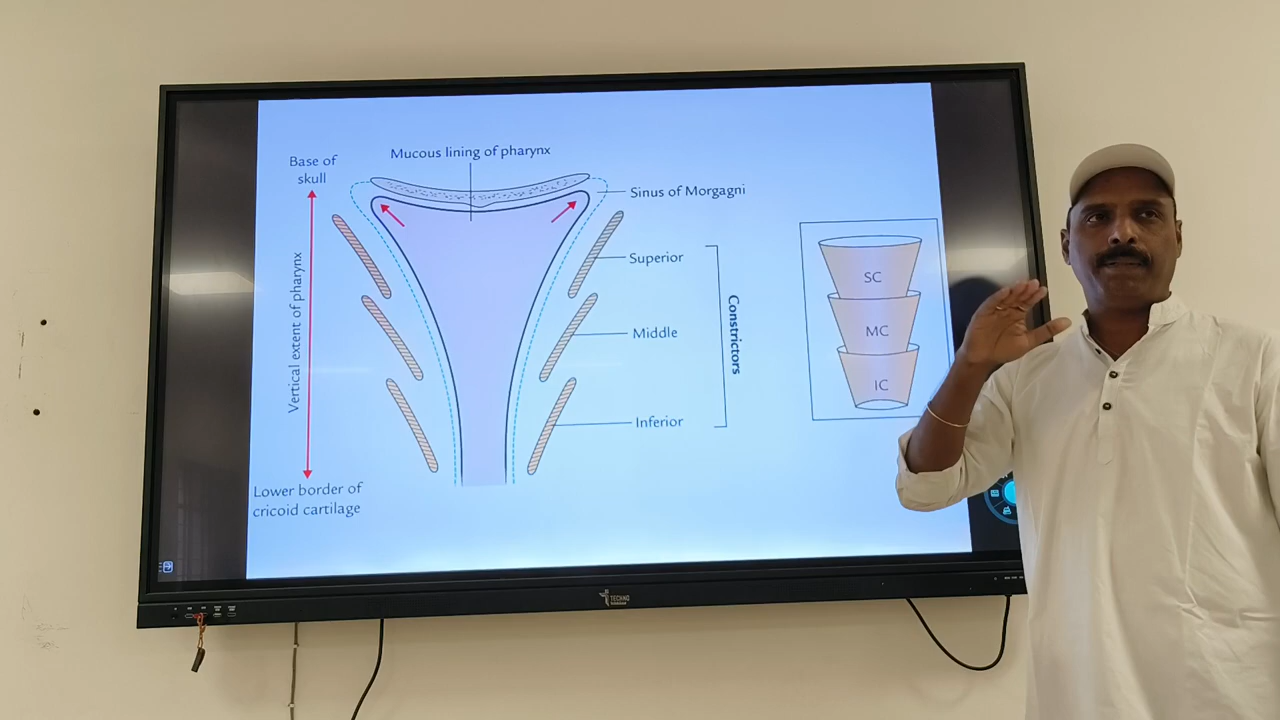 Base of
skull
Mucous lining of pharynx
Sinus of Morgagni
Superior
Middle
Inferior
Constrictors
Vertical extent of pharynx
Lower border of
cricoid cartilage
SC
MC
IC
TECHNO